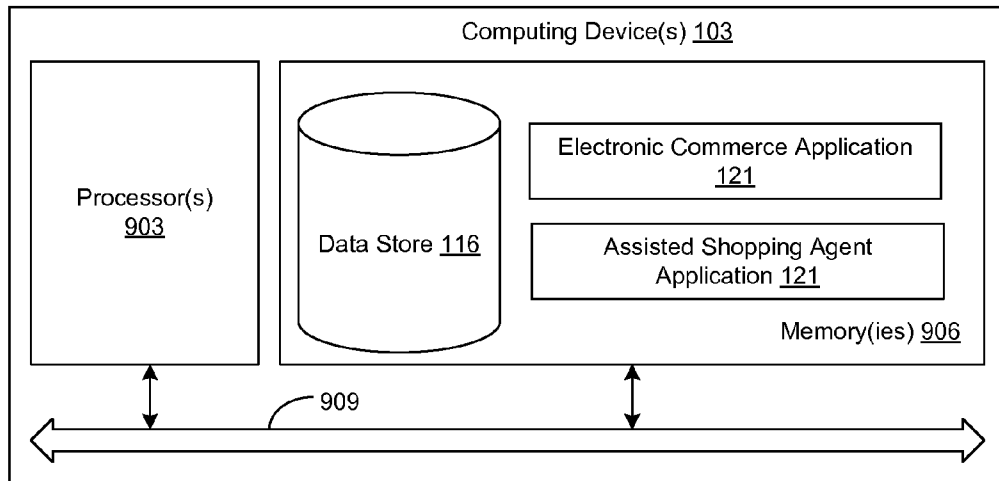 Computing Device(s) 103
Processor(s)
903
Data Store 116
Electronic Commerce Application
121
Assisted Shopping Agent
Application 121
Memory(ies) 906
909